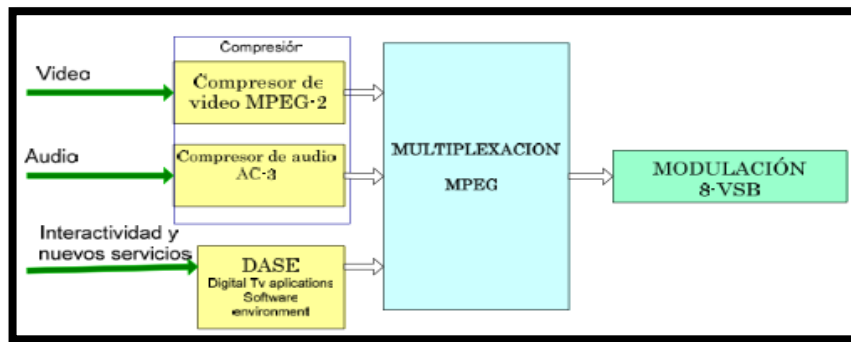 Compresión
Video
Compresor de
video MPEG-2
Audio
Compresor de audio
AC-3
MULTIPLEXACION
MPEG
MODULACIÓN
8-VSB
Interactividad y
nuevos servicios
DASE
Digital Tv aplications
Software
environment